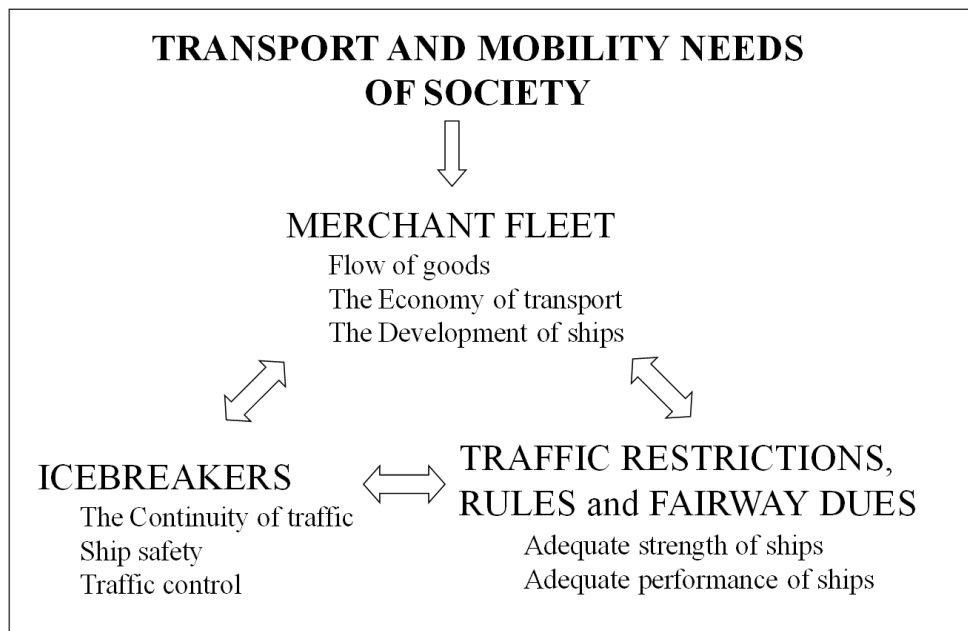 TRANSPORT AND MOBILITY NEEDS
OF SOCIETY
MERCHANT FLEET
Flow of goods
The Economy of transport
The Development of ships
ICEBREAKERS
The Continuity of traffic
Ship safety
Traffic control
TRAFFIC RESTRICTIONS,
RULES and FAIRWAY DUES
Adequate strength of ships
Adequate performance of ships